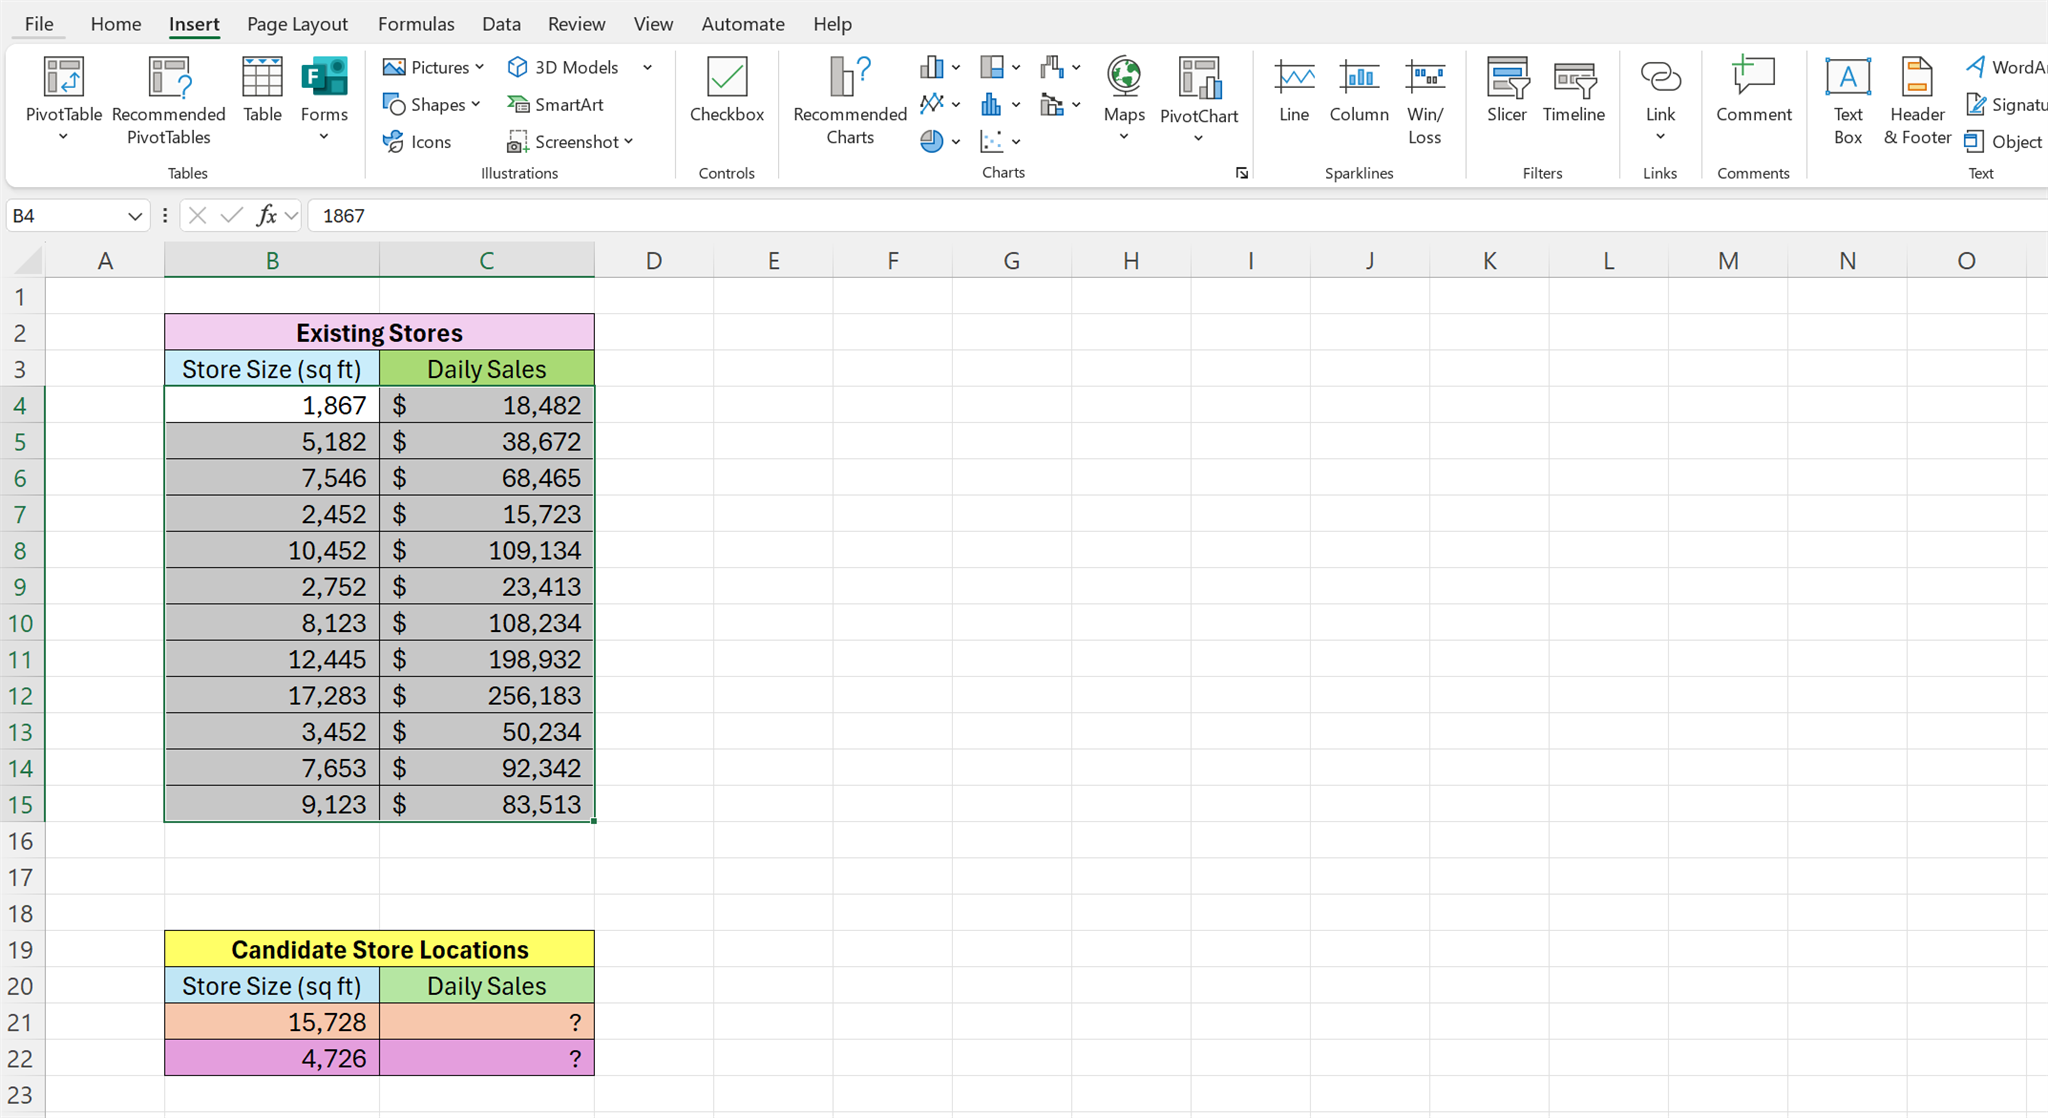 File Home Insert Page Layout Formulas Data Review View Automate Help
PivotTable
Recommended
PivotTables
Table
Forms
Tables
Pictures
Shapes
Icons
3D Models
SmartArt
Screenshot
Illustrations
Checkbox
Controls
Recommended
Charts
Maps
PivotChart
Charts
Line
Column
Win/
Loss
Sparklines
Slicer
Timeline
Filters
Link
Links
Comment
Comments
Text
Box
Header
& Footer
WordAr
Signatu
Object
Text
B4 fx 1867
A B C D E F G H I J K L M N O
1
2 Existing Stores
3 Store Size (sq ft) Daily Sales
4 1,867 $ 18,482
5 5,182 $ 38,672
6 7,546 $ 68,465
7 2,452 $ 15,723
8 10,452 $ 109,134
9 2,752 $ 23,413
10 8,123 $ 108,234
11 12,445 $ 198,932
12 17,283 $ 256,183
13 3,452 $ 50,234
14 7,653 $ 92,342
15 9,123 $ 83,513
16
17
18
19 Candidate Store Locations
20 Store Size (sq ft) Daily Sales
21 15,728 ?
22 4,726 ?
23